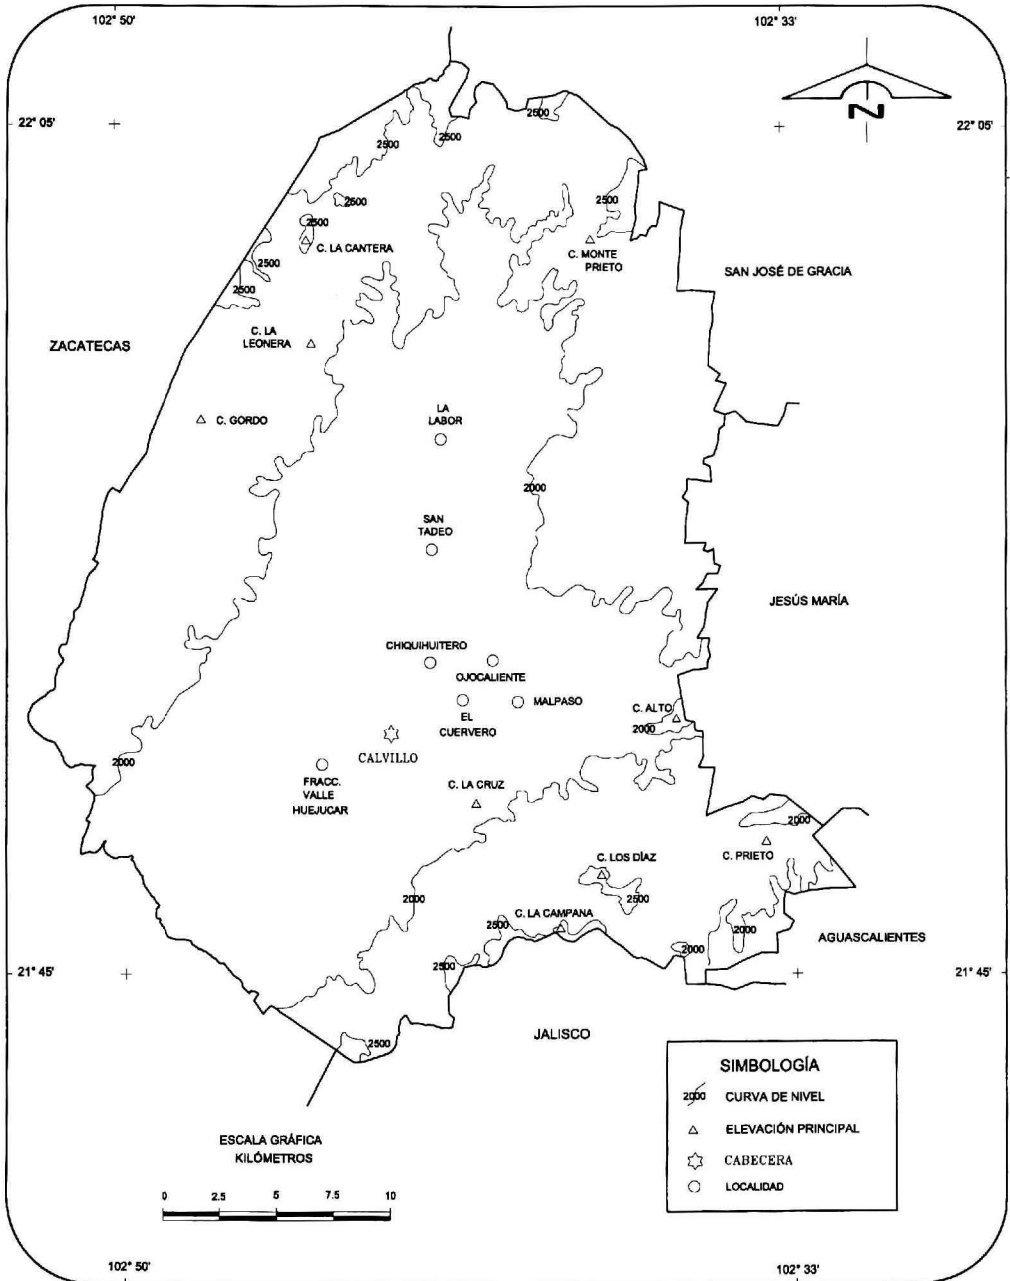 102° 50'
102° 33'
22° 05'
22° 05'
2500
2500
2500
2500
2500
2500
C. LA CANTERA
C. MONTE
PRIETO
2500
2500
SAN JOSÉ DE GRACIA
C. LA
LEONERA
ZACATECAS
C. GORDO
LA
LABOR
2000
SAN
TADEO
JESÚS MARÍA
CHIQUIHUITERO
OJOCALIENTE
MALPASO
C. ALTO
EL
CUERVERO
2000
CALVILLO
2000
FRACC.
VALLE
HUEJUCAR
C. LA CRUZ
2000
C. PRIETO
C. LOS DÍAZ
2000
2500
C. LA CAMPANA
2500
2000
AGUASCALIENTES
2000
2500
21° 45'
21° 45'
JALISCO
2500
SIMBOLOGÍA
2000 CURVA DE NIVEL
ELEVACIÓN PRINCIPAL
CABECERA
LOCALIDAD
ESCALA GRÁFICA
KILÓMETROS
0 2.5 5 7.5 10
102° 50'
102° 33'
N